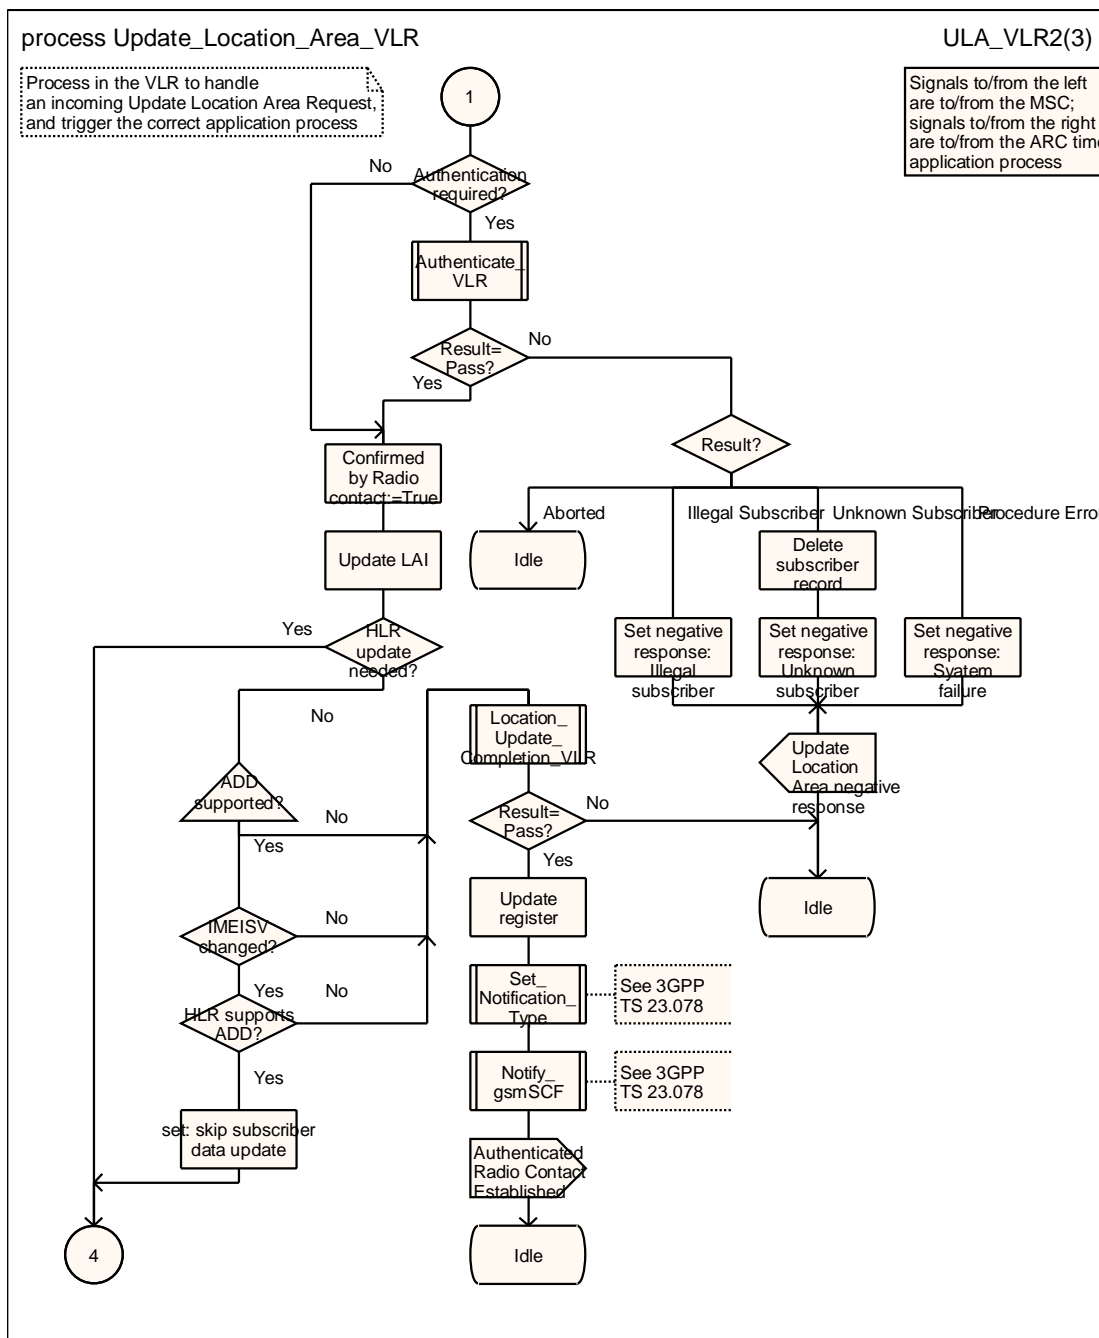 process Update_Location_Area_VLR
ULA_VLR2(3)
Process in the VLR to handle
an incoming Update Location Area Request,
and trigger the correct application process
Signals to/from the left
are to/from the MSC;
signals to/from the right
are to/from the ARC time
application process
1
No
Authentication
required?
Yes
Authenticate_
VLR
Result=
Pass?
No
Yes
Result?
Confirmed
by Radio
contact:=True
Aborted
Illegal Subscriber
Unknown Subscriber
Procedure Error
Idle
Delete
subscriber
record
Update LAI
Yes
HLR
update
needed?
Set negative
response:
Illegal
subscriber
Set negative
response:
Unknown
subscriber
Set negative
response:
Syatem
failure
No
Location_
Update_
Completion_VLR
Update
Location
Area negative
response
ADD
supported?
No
Yes
Result=
Pass?
No
Yes
Update
register
Idle
IMEISV
changed?
No
Yes
Set_
Notification_
Type
See 3GPP
TS 23.078
HLR supports
ADD?
No
Yes
Notify_
gsmSCF
See 3GPP
TS 23.078
set: skip subscriber
data update
Authenticated
Radio Contact
Established
4
Idle